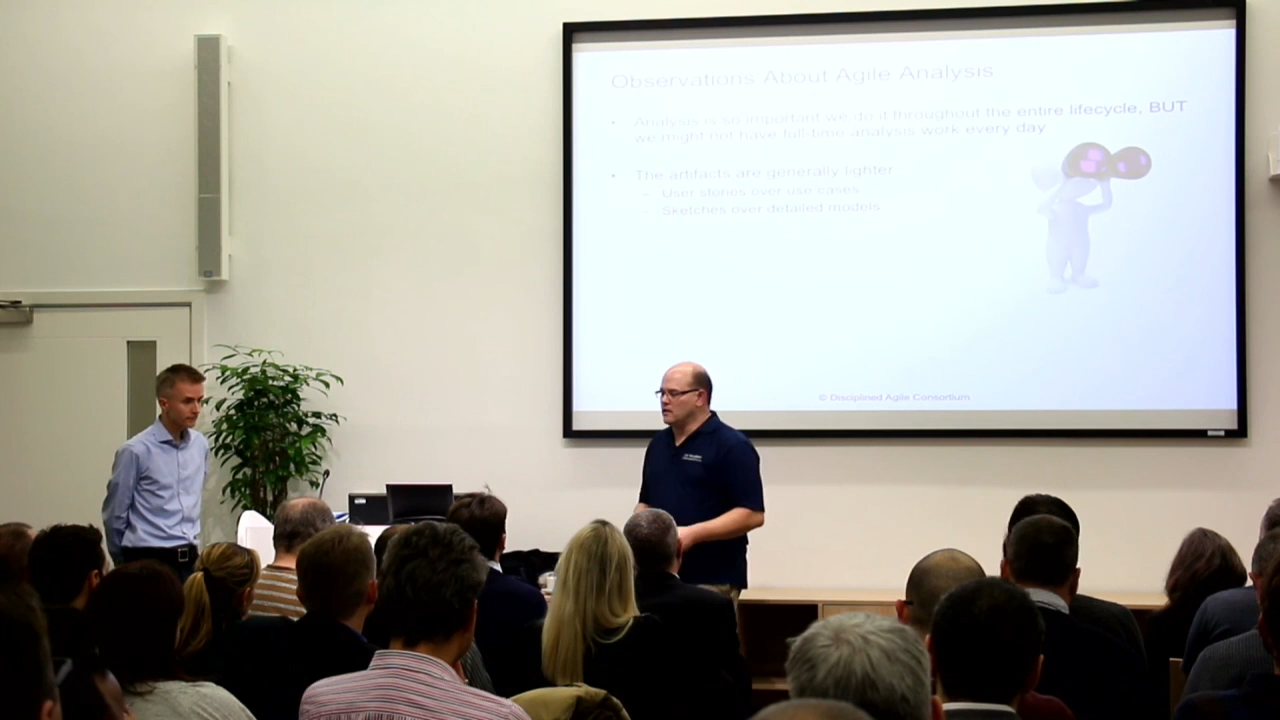 Observations About Agile Analysis
• Analysis is so important we do it throughout the entire lifecycle, BUT
we might not have full-time analysis work every day
• The artifacts are generally lighter
– User stories over use cases
– Sketches over detailed models
© Disciplined Agile Consortium